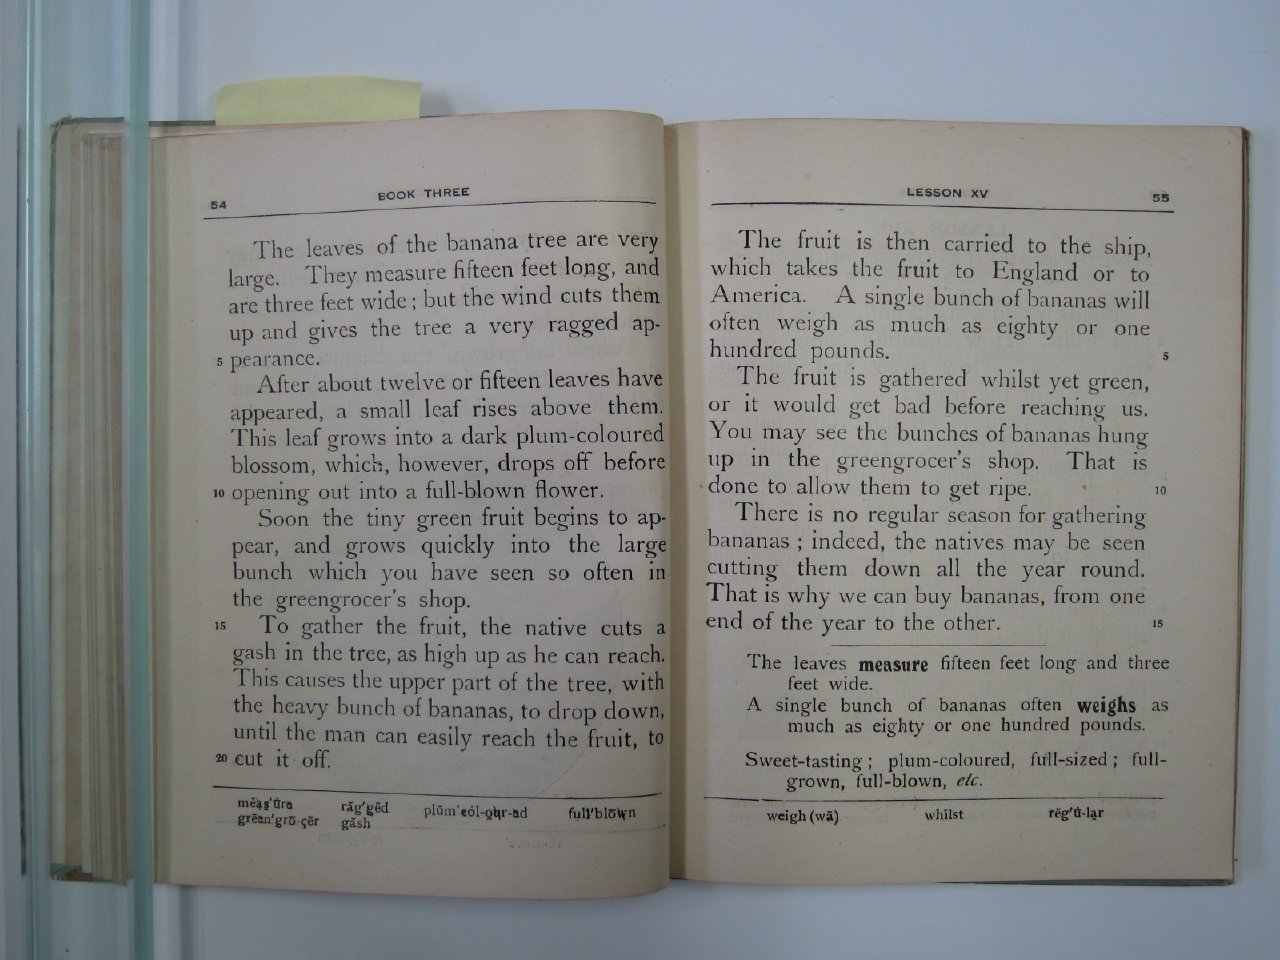 54
BOOK THREE
The leaves of the banana tree are very
large. They measure fifteen feet long, and
are three feet wide; but the wind cuts them
up and gives the tree a very ragged ap-
5 pearance.
After about twelve or fifteen leaves have
appeared, a small leaf rises above them.
This leaf grows into a dark plum-coloured
blossom, which, however, drops off before
10 opening out into a full-blown flower.
Soon the tiny green fruit begins to ap-
pear, and grows quickly into the large
bunch which you have seen so often in
the greengrocer's shop.
15 To gather the fruit, the native cuts a
gash in the tree, as high up as he can reach.
This causes the upper part of the tree, with
the heavy bunch of bananas, to drop down,
until the man can easily reach the fruit, to
20 cut it off.
mĕaş'ûre răg'gĕd plŭm'còl-ọụr-ed full'blōwn
grēen'grō-çẽr găsh
LESSON XV
55
The fruit is then carried to the ship,
which takes the fruit to England or to
America. A single bunch of bananas will
often weigh as much as eighty or one
hundred pounds. 5
The fruit is gathered whilst yet green,
or it would get bad before reaching us.
You may see the bunches of bananas hung
up in the greengrocer's shop. That is
done to allow them to get ripe. 10
There is no regular season for gathering
bananas; indeed, the natives may be seen
cutting them down all the year round.
That is why we can buy bananas, from one
end of the year to the other. 15
The leaves measure fifteen feet long and three
feet wide.
A single bunch of bananas often weighs as
much as eighty or one hundred pounds.
Sweet-tasting; plum-coloured, full-sized; full-
grown, full-blown, etc.
weigh (wā) whĭlst rĕg'û-lạr